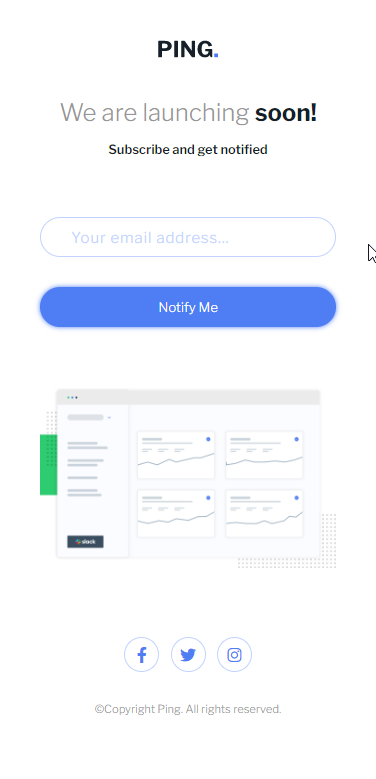 PING.
We are launching soon!
Subscribe and get notified
Your email address...
Notify Me
slack
©Copyright Ping. All rights reserved.